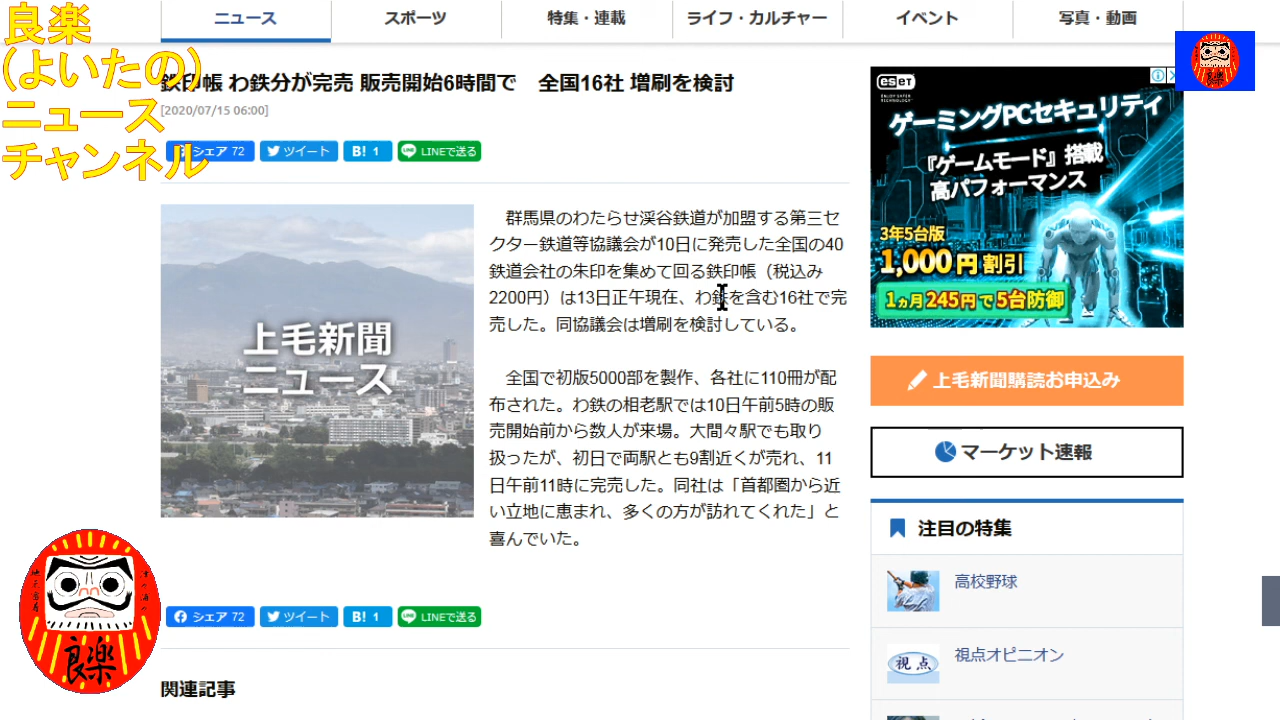 良楽
(よいたの)
ニュース
チャンネル
ニュース
スポーツ
特集・連載
ライフ・カルチャー
イベント
写真・動画
鉄印帳 わ鉄分が完売 販売開始6時間で 全国16社 増刷を検討
[2020/07/15 06:00]
シェア 72
ツイート
B! 1
LINEで送る
上毛新聞
ニュース
群馬県のわたらせ渓谷鉄道が加盟する第三セ
クター鉄道等協議会が10日に発売した全国の40
鉄道会社の朱印を集めて回る鉄印帳（税込み
2200円）は13日正午現在、わ鉄を含む16社で完
売した。同協議会は増刷を検討している。
全国で初版5000部を製作、各社に110冊が配
布された。わ鉄の相老駅では10日午前5時の販
売開始前から数人が来場。大間々駅でも取り
扱ったが、初日で両駅とも9割近くが売れ、11
日午前11時に完売した。同社は「首都圏から近
い立地に恵まれ、多くの方が訪れてくれた」と
喜んでいた。
シェア 72
ツイート
B! 1
LINEで送る
関連記事
良楽
良楽
eset
ENJOY SAFER TECHNOLOGY
ゲーミングPCセキュリティ
『ゲームモード』搭載
高パフォーマンス
3年5台版
1,000円割引
1ヵ月245円で5台防御
上毛新聞購読お申込み
マーケット速報
注目の特集
高校野球
視点
視点オピニオン